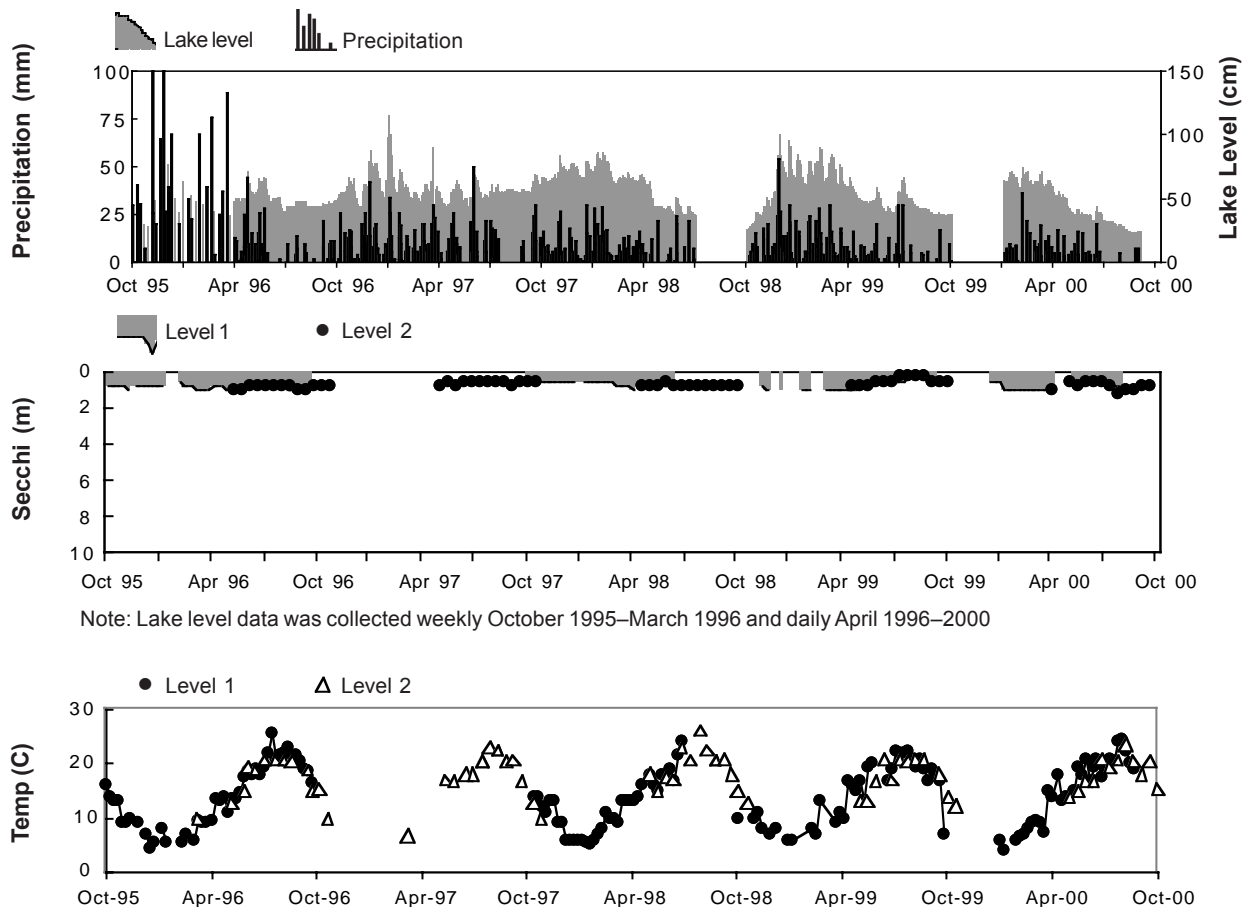 Lake level Precipitation
Precipitation (mm)
100
75
50
25
0
150
100
50
0
Lake Level (cm)
Oct 95 Apr 96 Oct 96 Apr 97 Oct 97 Apr 98 Oct 98 Apr 99 Oct 99 Apr 00 Oct 00
Level 1 Level 2
Secchi (m)
0
2
4
6
8
10
Oct 95 Apr 96 Oct 96 Apr 97 Oct 97 Apr 98 Oct 98 Apr 99 Oct 99 Apr 00 Oct 00
Note: Lake level data was collected weekly October 1995–March 1996 and daily April 1996–2000
Level 1 Level 2
Temp (C)
30
20
10
0
Oct-95 Apr-96 Oct-96 Apr-97 Oct-97 Apr-98 Oct-98 Apr-99 Oct-99 Apr-00 Oct-00